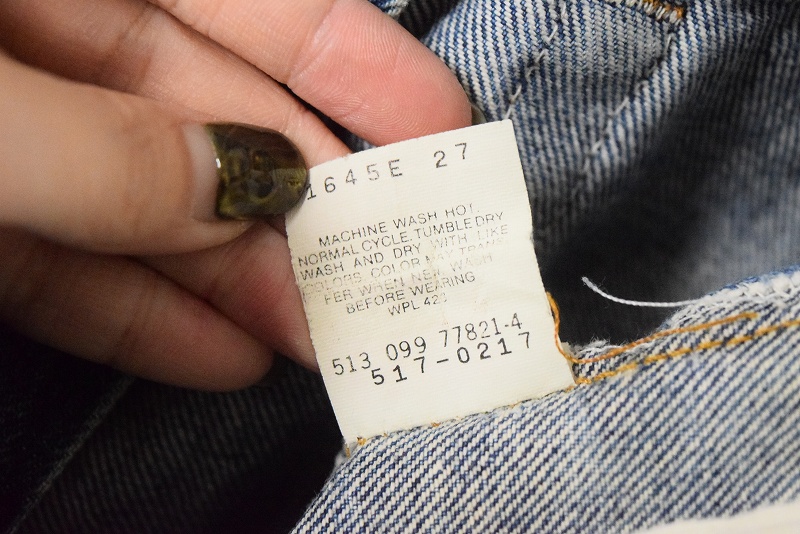 1645E 27
MACHINE WASH HOT,
NORMAL CYCLE, TUMBLE DRY
WASH AND DRY WITH LIKE
COLORS. COLOR MAY TRANS
FER WHEN NEW. WASH
BEFORE WEARING
WPL 423
513 099 77821-4
517-0217